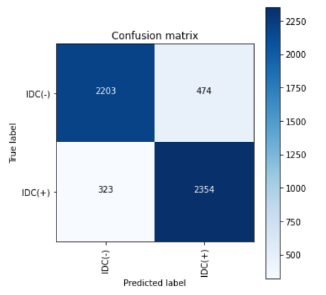 Confusion matrix
True label
IDC(-)
2203 474
IDC(+)
323 2354
IDC(-) IDC(+)
Predicted label
2250
2000
1750
1500
1250
1000
750
500